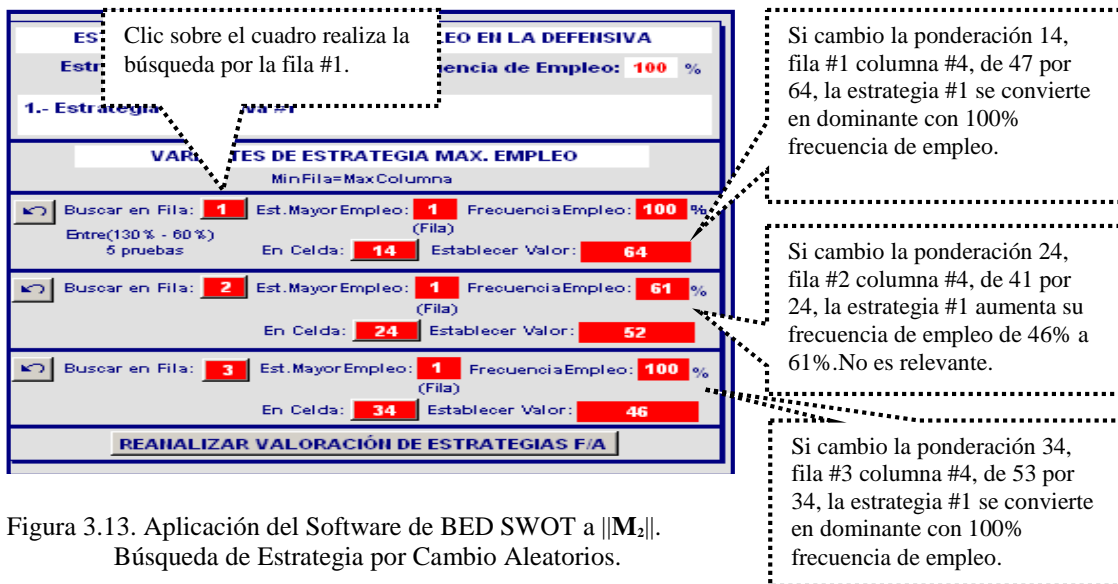 ES
EO EN LA DEFENSIVA
Estr
encia de Empleo: 100 %
1.- Estrategia
va #1
Clic sobre el cuadro realiza la
búsqueda por la fila #1.
VAR
TES DE ESTRATEGIA MAX. EMPLEO
MinFila=MaxColumna
Buscar en Fila: 1 Est.Mayor Empleo: 1 Frecuencia Empleo: 100 %
Entre(130% - 60%) (Fila)
5 pruebas En Celda: 14 Establecer Valor: 64
Buscar en Fila: 2 Est.Mayor Empleo: 1 Frecuencia Empleo: 61 %
(Fila)
En Celda: 24 Establecer Valor: 52
Buscar en Fila: 3 Est.Mayor Empleo: 1 Frecuencia Empleo: 100 %
(Fila)
En Celda: 34 Establecer Valor: 46
REANALIZAR VALORACIÓN DE ESTRATEGIAS F/A
Si cambio la ponderación 14,
fila #1 columna #4, de 47 por
64, la estrategia #1 se convierte
en dominante con 100%
frecuencia de empleo.
Si cambio la ponderación 24,
fila #2 columna #4, de 41 por
24, la estrategia #1 aumenta su
frecuencia de empleo de 46% a
61%.No es relevante.
Si cambio la ponderación 34,
fila #3 columna #4, de 53 por
34, la estrategia #1 se convierte
en dominante con 100%
frecuencia de empleo.
Figura 3.13. Aplicación del Software de BED SWOT a ||M₂||.
Búsqueda de Estrategia por Cambio Aleatorios.